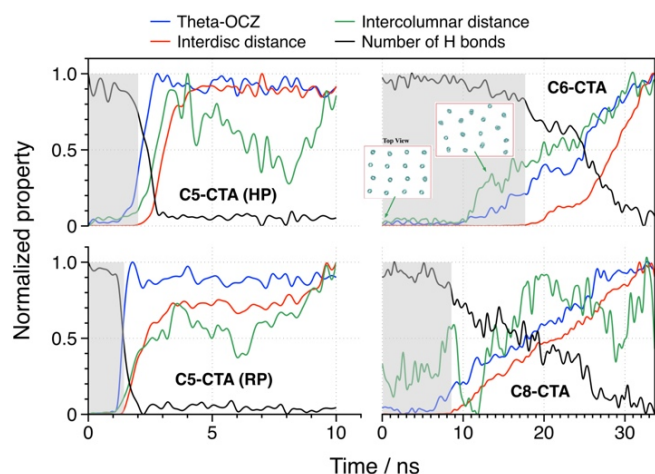 Theta-OCZ
Intercolumnar distance
Interdisc distance
Number of H bonds
Normalized property
1.0
0.5
0
C5-CTA (HP)
C6-CTA
Top View
1.0
0.5
0
C5-CTA (RP)
C8-CTA
0
5
10
0
10
20
30
Time / ns